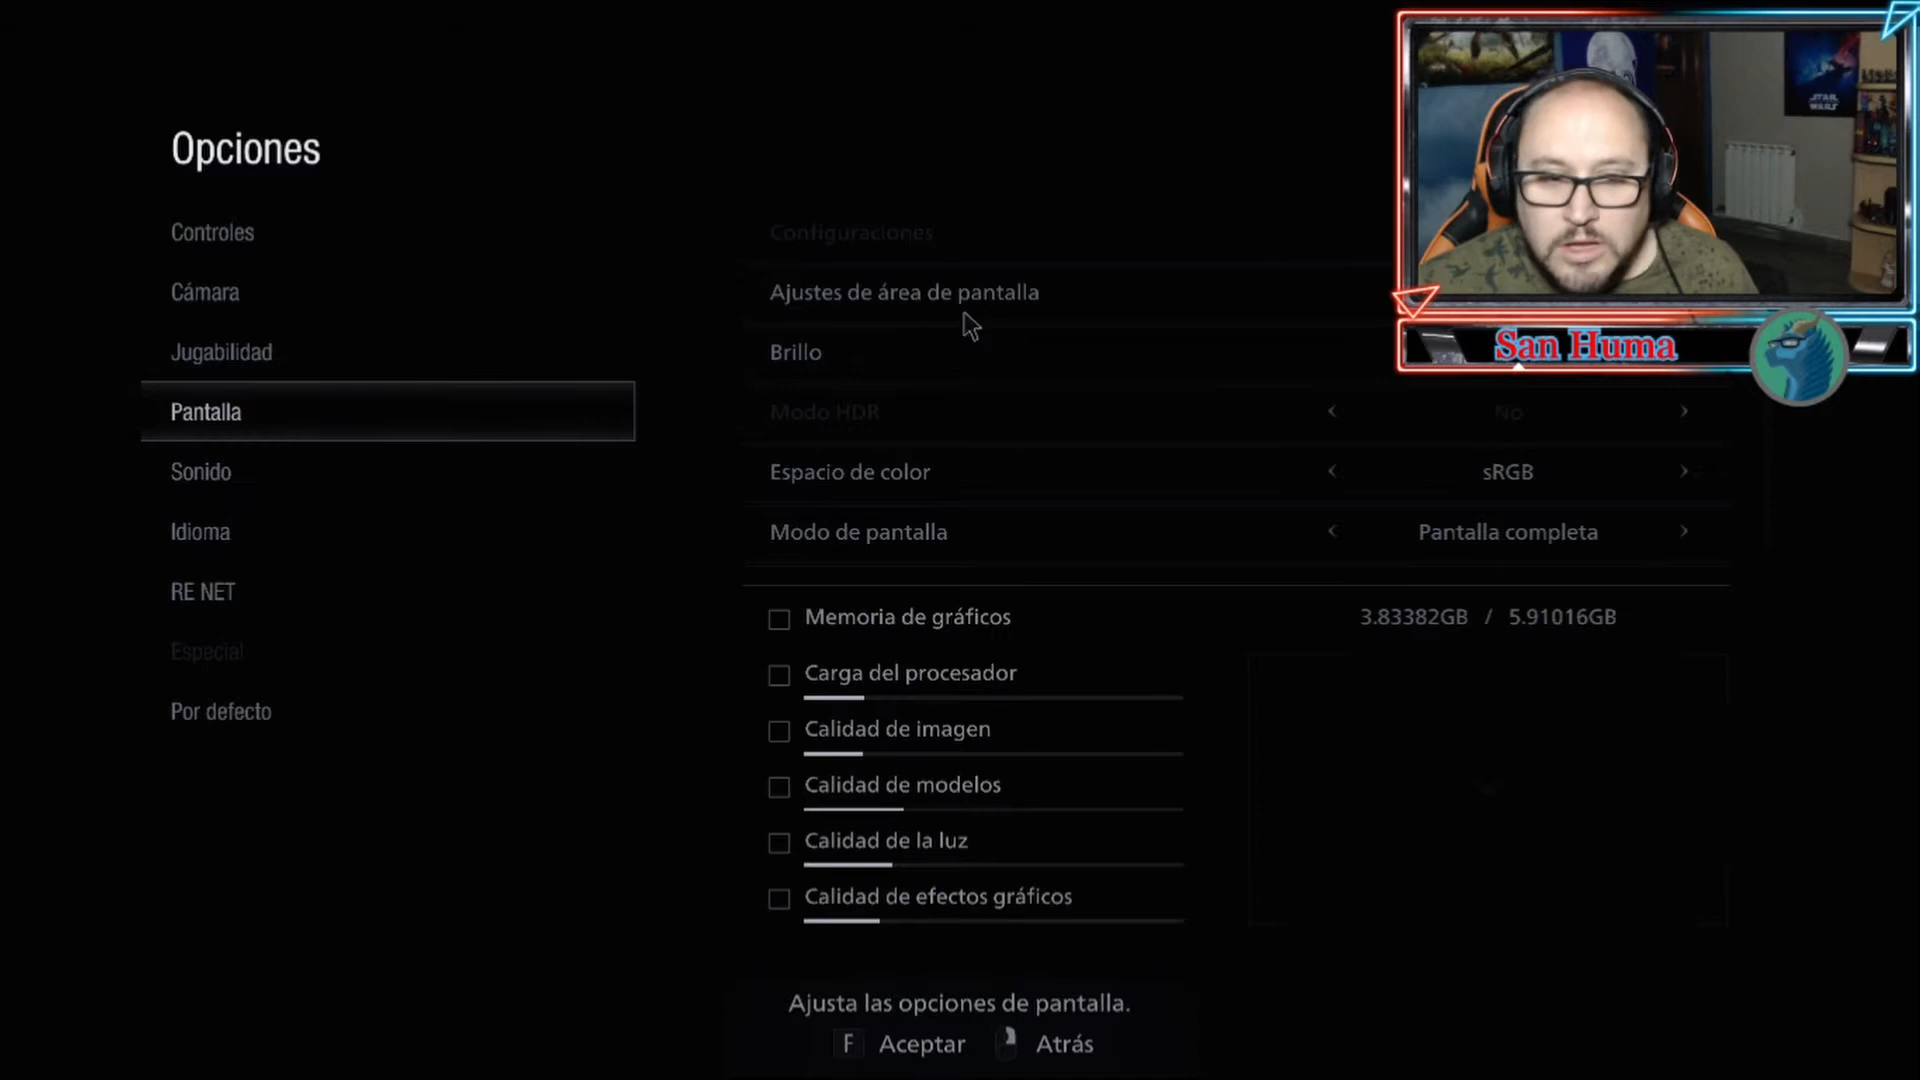 Opciones
Controles
Cámara
Jugabilidad
Pantalla
Sonido
Idioma
RE NET
Especial
Por defecto
Configuraciones
Ajustes de área de pantalla
Brillo
Modo HDR No
Espacio de color sRGB
Modo de pantalla Pantalla completa
Memoria de gráficos 3.83382GB / 5.91016GB
Carga del procesador
Calidad de imagen
Calidad de modelos
Calidad de la luz
Calidad de efectos gráficos
Ajusta las opciones de pantalla.
F Aceptar Atrás
STAR WARS
San Huma